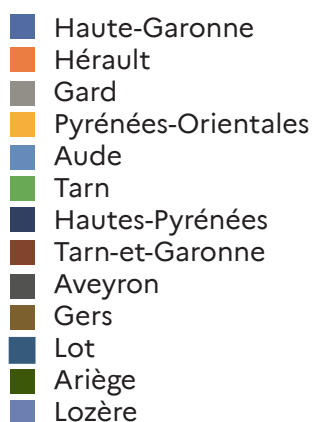 Haute-Garonne
Hérault
Gard
Pyrénées-Orientales
Aude
Tarn
Hautes-Pyrénées
Tarn-et-Garonne
Aveyron
Gers
Lot
Ariège
Lozère